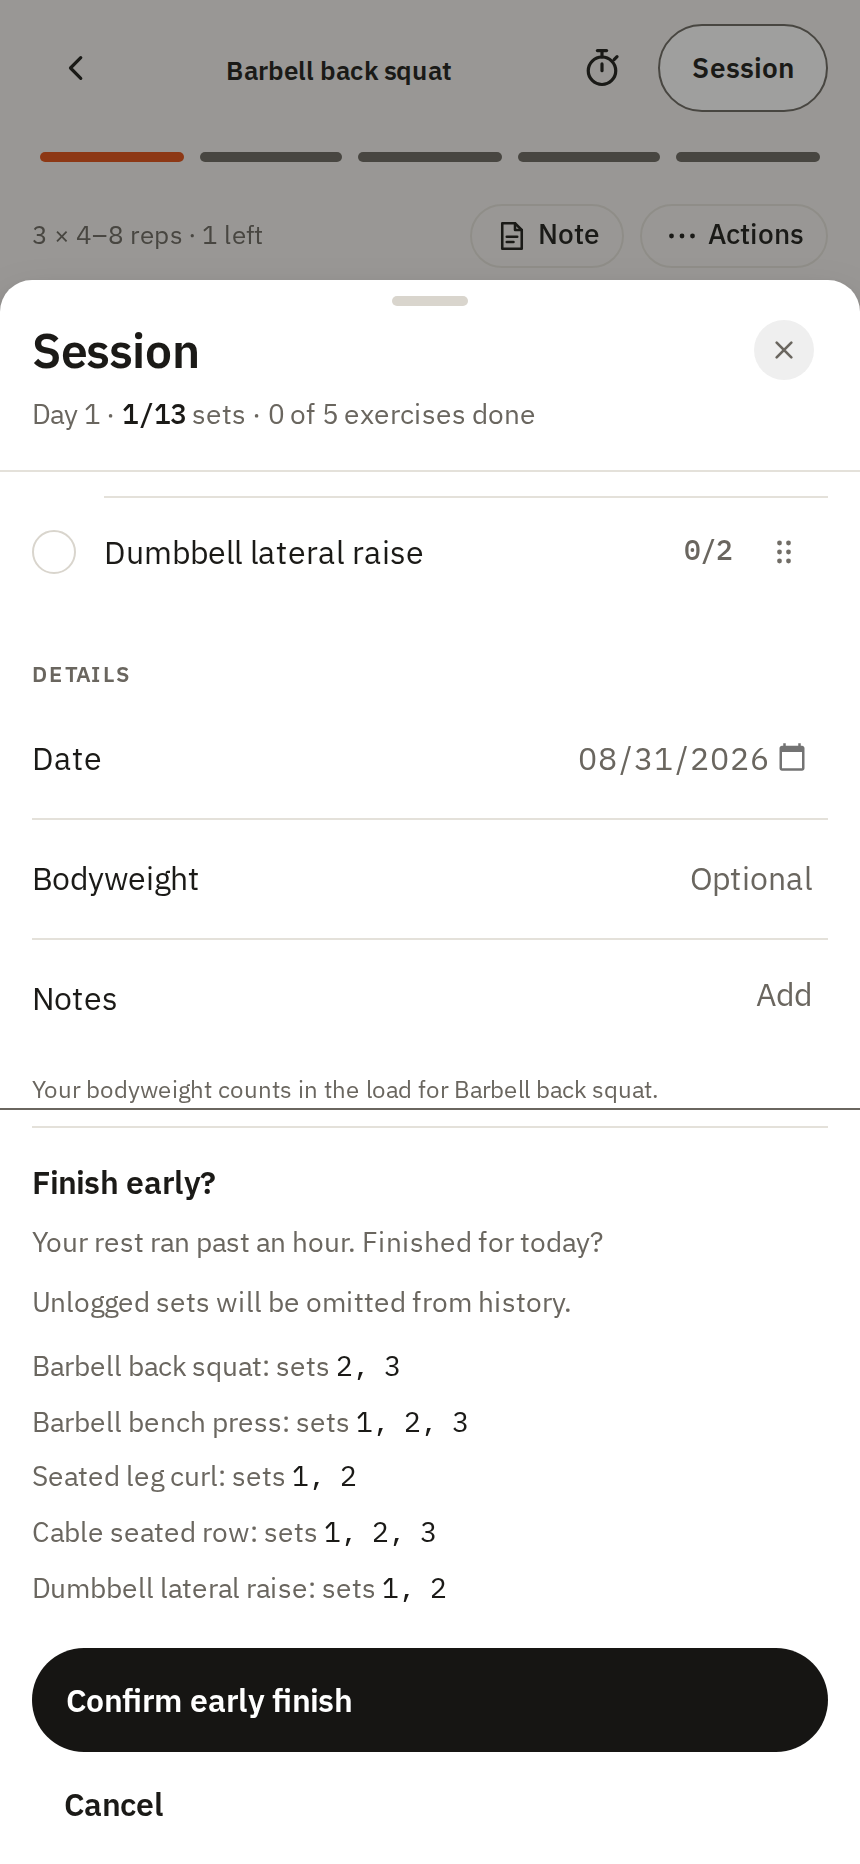 Barbell back squat
Session
3 × 4–8 reps · 1 left
Note
Actions
Session
Day 1 · 1/13 sets · 0 of 5 exercises done
Dumbbell lateral raise
0/2
DETAILS
Date
08/31/2026
Bodyweight
Optional
Notes
Add
Your bodyweight counts in the load for Barbell back squat.
Finish early?
Your rest ran past an hour. Finished for today?
Unlogged sets will be omitted from history.
Barbell back squat: sets 2, 3
Barbell bench press: sets 1, 2, 3
Seated leg curl: sets 1, 2
Cable seated row: sets 1, 2, 3
Dumbbell lateral raise: sets 1, 2
Confirm early finish
Cancel